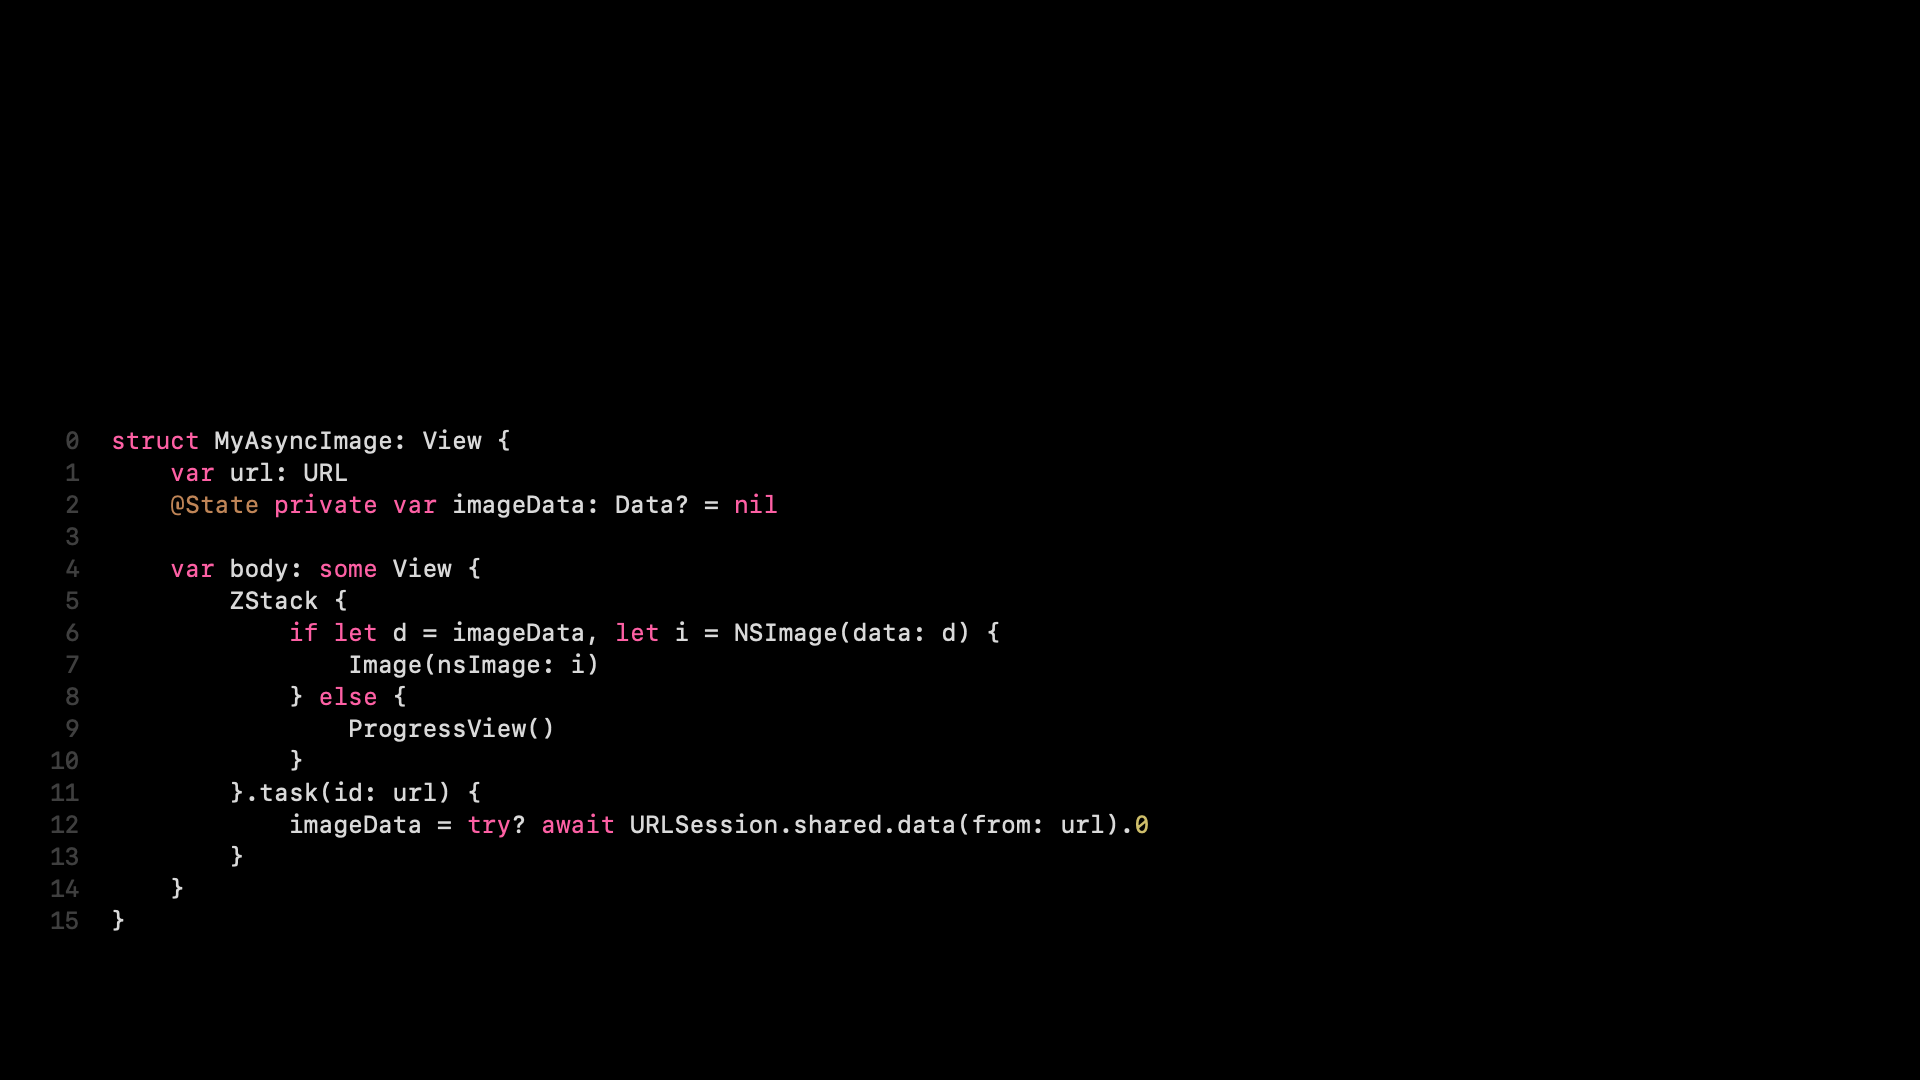 0 struct MyAsyncImage: View {
1     var url: URL
2     @State private var imageData: Data? = nil
3
4     var body: some View {
5         ZStack {
6             if let d = imageData, let i = NSImage(data: d) {
7                 Image(nsImage: i)
8             } else {
9                 ProgressView()
10             }
11         }.task(id: url) {
12             imageData = try? await URLSession.shared.data(from: url).0
13         }
14     }
15 }